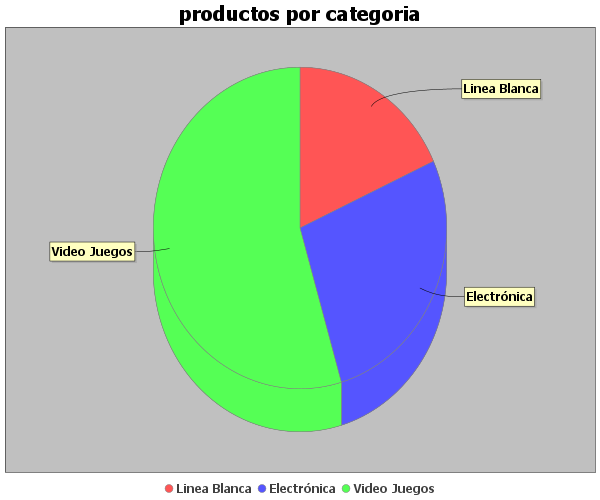 productos por categoria
Linea Blanca
Video Juegos
Electrónica
Linea Blanca Electrónica Video Juegos